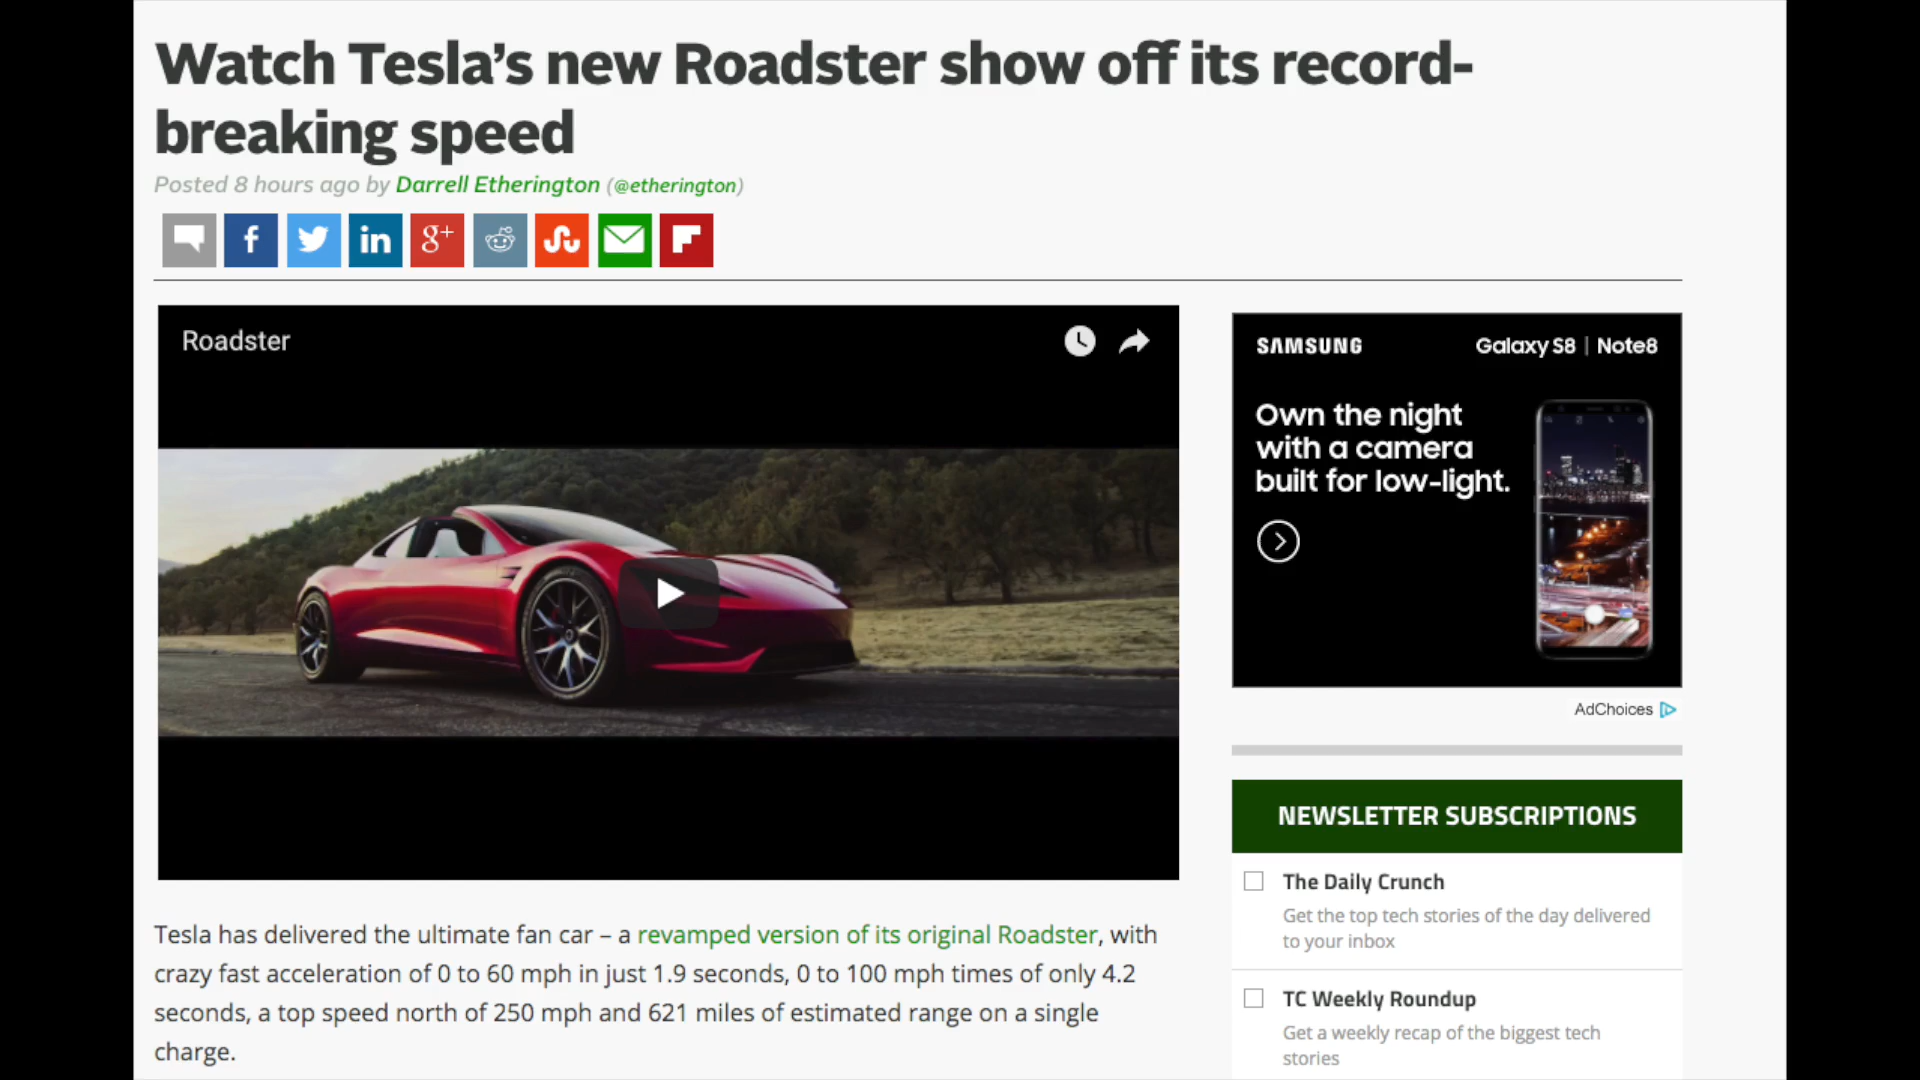 Watch Tesla’s new Roadster show off its record-
breaking speed
Posted 8 hours ago by Darrell Etherington (@etherington)
f
in
g+
Roadster
SAMSUNG
Galaxy S8 | Note8
Own the night
with a camera
built for low-light.
AdChoices
NEWSLETTER SUBSCRIPTIONS
The Daily Crunch
Get the top tech stories of the day delivered
to your inbox
TC Weekly Roundup
Get a weekly recap of the biggest tech
stories
Tesla has delivered the ultimate fan car – a revamped version of its original Roadster, with
crazy fast acceleration of 0 to 60 mph in just 1.9 seconds, 0 to 100 mph times of only 4.2
seconds, a top speed north of 250 mph and 621 miles of estimated range on a single
charge.